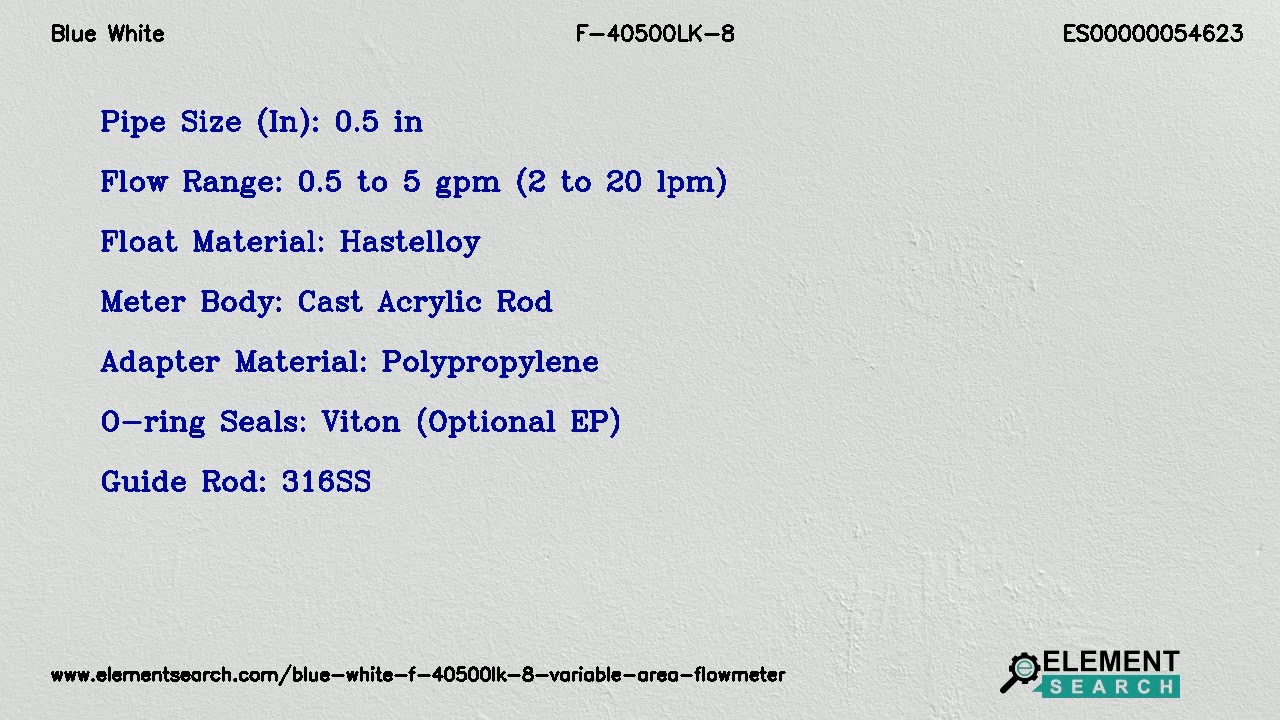 Blue White F-40500LK-8 ES00000054623
Pipe Size (In): 0.5 in
Flow Range: 0.5 to 5 gpm (2 to 20 lpm)
Float Material: Hastelloy
Meter Body: Cast Acrylic Rod
Adapter Material: Polypropylene
O-ring Seals: Viton (Optional EP)
Guide Rod: 316SS
www.elementsearch.com/blue-white-f-40500lk-8-variable-area-flowmeter
e ELEMENT
SEARCH